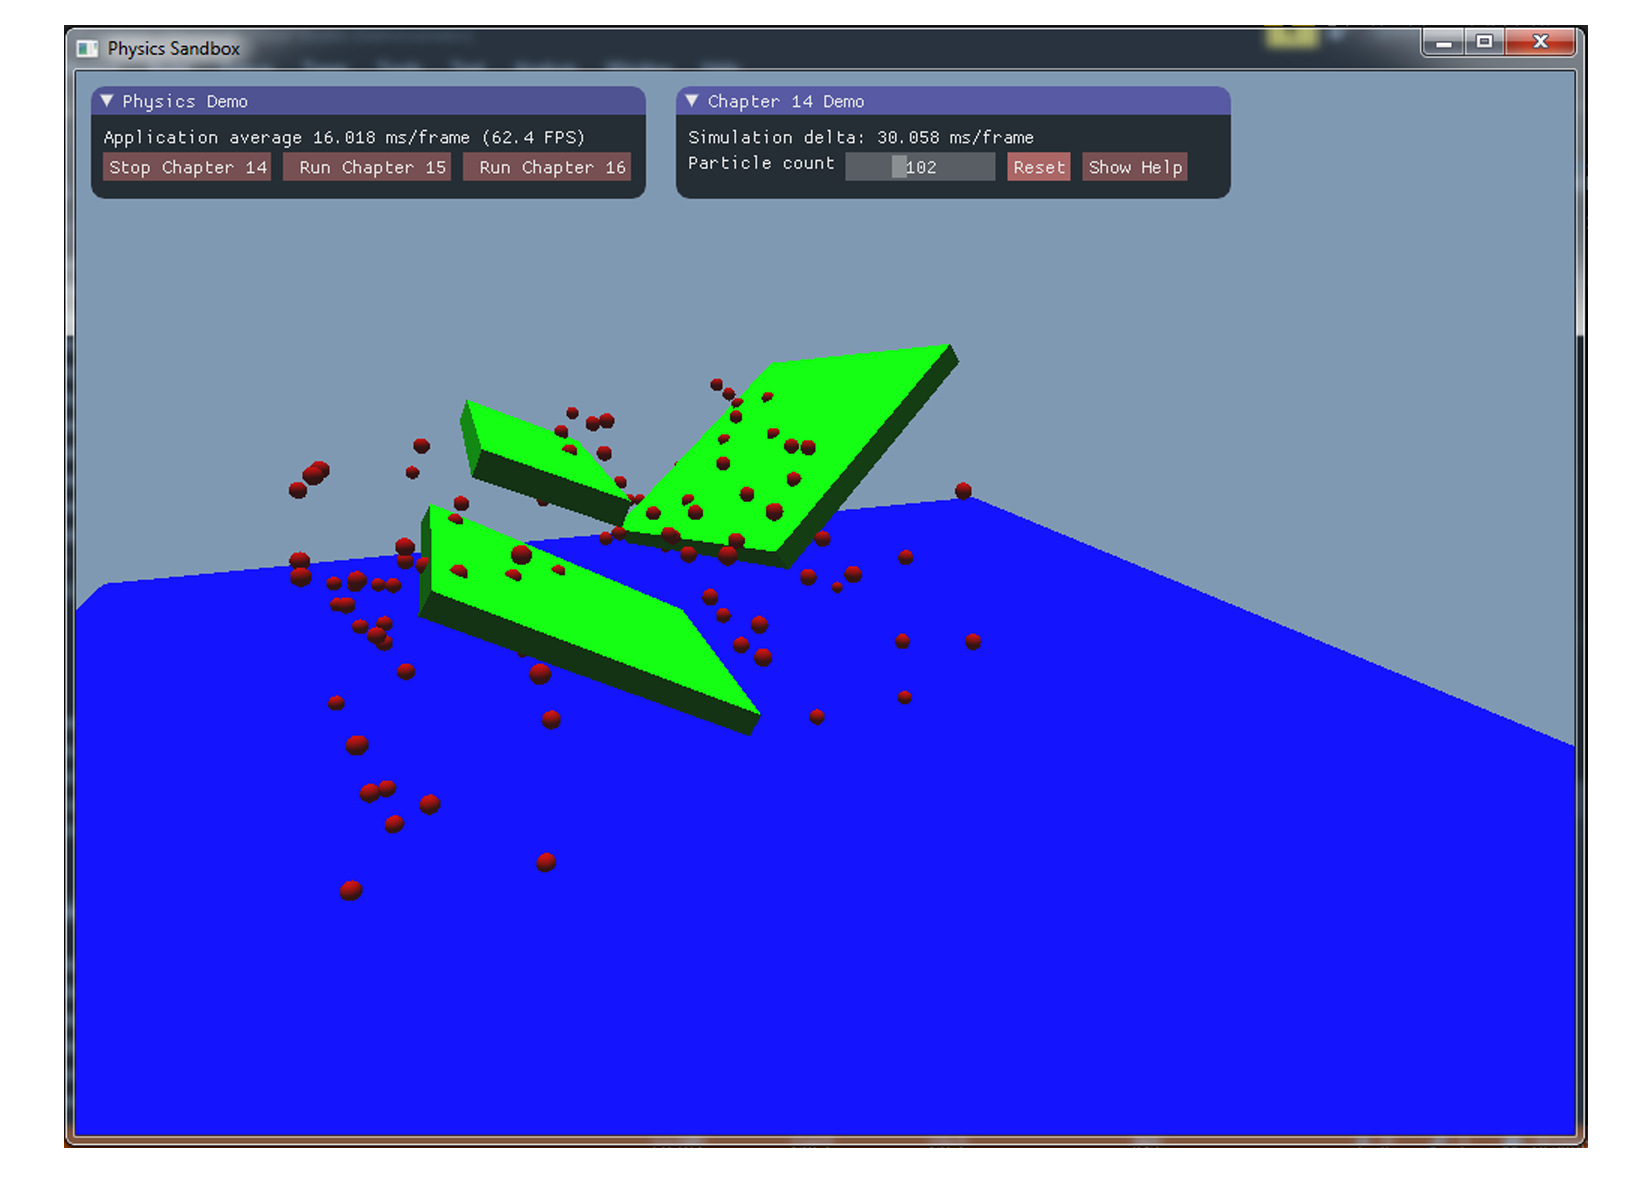 Physics Sandbox
Physics Demo
Application average 16.018 ms/frame (62.4 FPS)
Stop Chapter 14 Run Chapter 15 Run Chapter 16
Chapter 14 Demo
Simulation delta: 30.058 ms/frame
Particle count 102 Reset Show Help